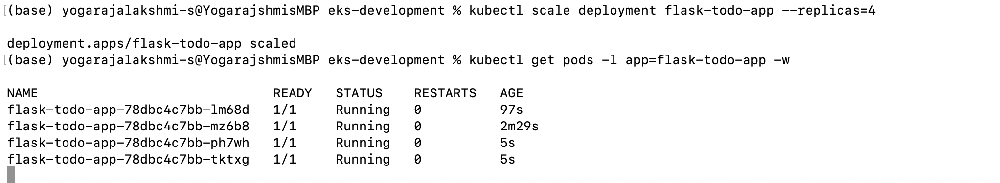 [(base) yogarajalakshmi-s@YogarajshmisMBP eks-development % kubectl scale deployment flask-todo-app --replicas=4
deployment.apps/flask-todo-app scaled
[(base) yogarajalakshmi-s@YogarajshmisMBP eks-development % kubectl get pods -l app=flask-todo-app -w
NAME READY STATUS RESTARTS AGE
flask-todo-app-78dbc4c7bb-lm68d 1/1 Running 0 97s
flask-todo-app-78dbc4c7bb-mz6b8 1/1 Running 0 2m29s
flask-todo-app-78dbc4c7bb-ph7wh 1/1 Running 0 5s
flask-todo-app-78dbc4c7bb-tktxg 1/1 Running 0 5s